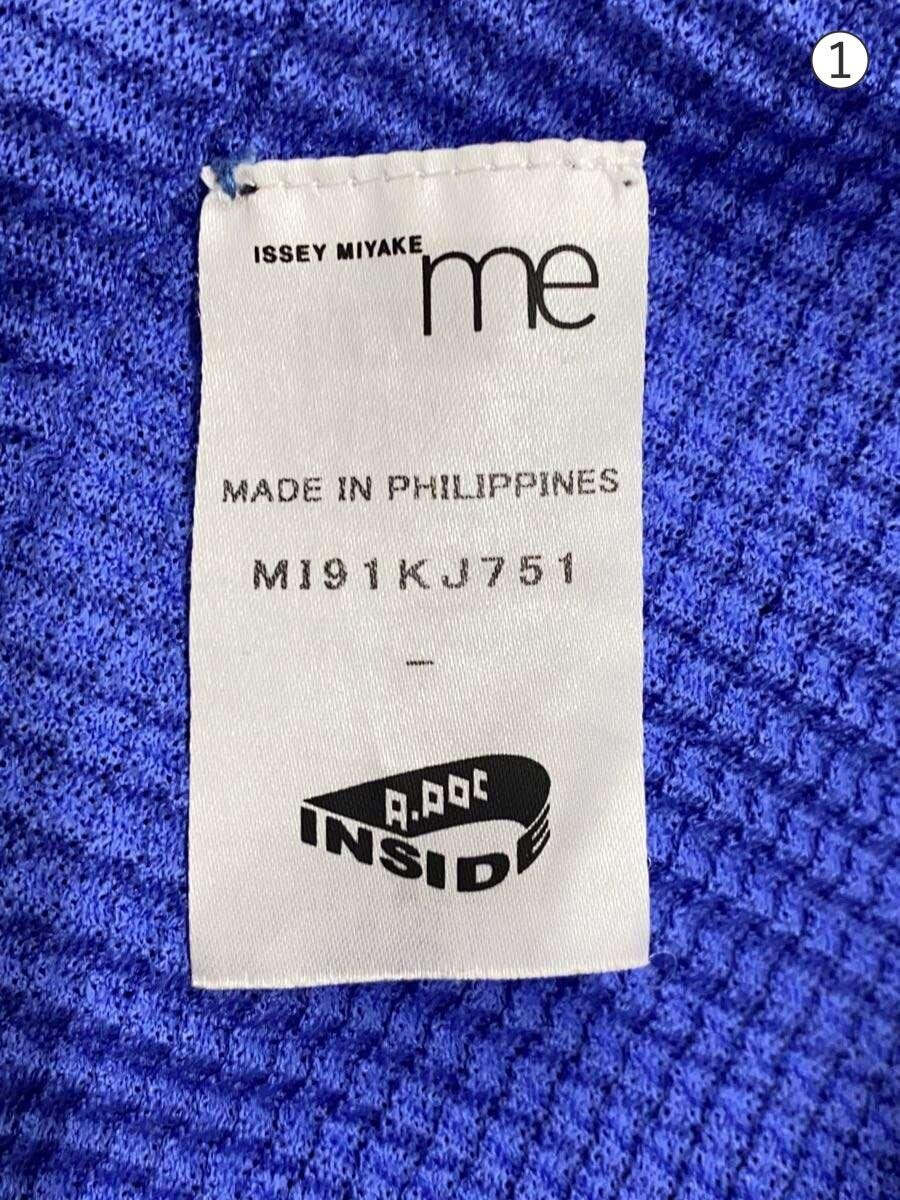 1
ISSEY MIYAKE me
MADE IN PHILIPPINES
MI91KJ751
–
A.POC
INSIDE